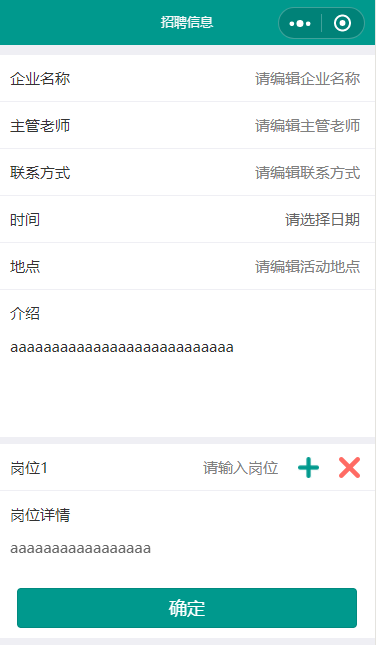 招聘信息
企业名称 请编辑企业名称
主管老师 请编辑主管老师
联系方式 请编辑联系方式
时间 请选择日期
地点 请编辑活动地点
介绍
aaaaaaaaaaaaaaaaaaaaaaaaaaa
岗位1 请输入岗位
岗位详情
aaaaaaaaaaaaaaaaa
确定